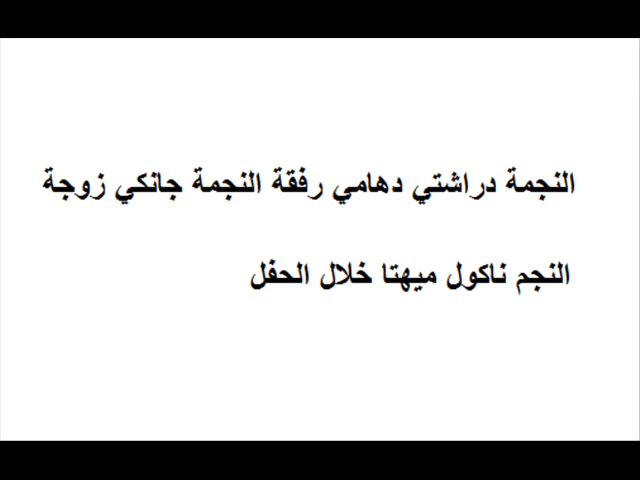 النجمة دراشتي دهامي رفقة النجمة جانكي زوجة
النجم ناكول ميهتا خلال الحفل